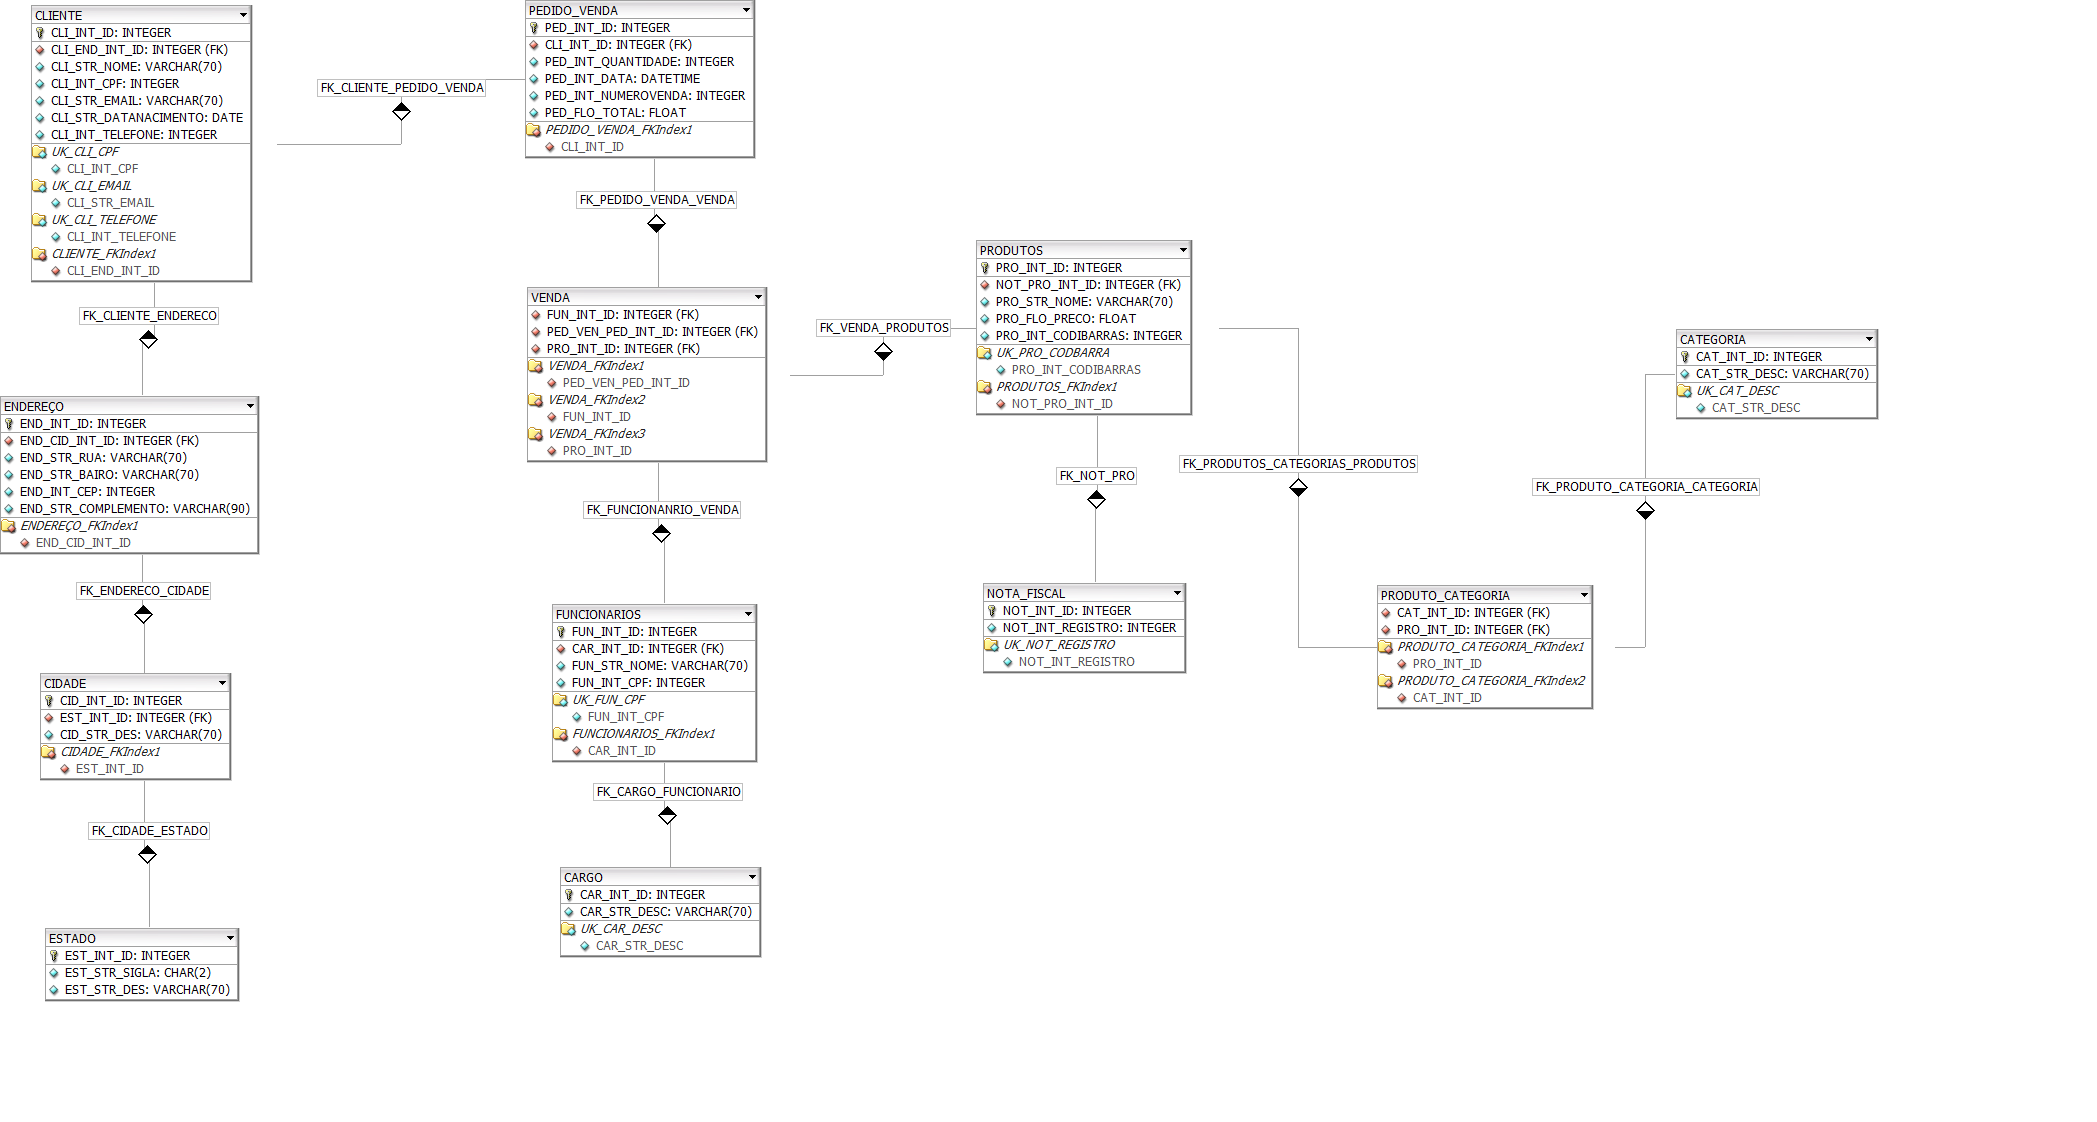 CLIENTE
CLI_INT_ID: INTEGER
CLI_END_INT_ID: INTEGER (FK)
CLI_STR_NOME: VARCHAR(70)
CLI_INT_CPF: INTEGER
CLI_STR_EMAIL: VARCHAR(70)
CLI_STR_DATANACIMENTO: DATE
CLI_INT_TELEFONE: INTEGER
UK_CLI_CPF
CLI_INT_CPF
UK_CLI_EMAIL
CLI_STR_EMAIL
UK_CLI_TELEFONE
CLI_INT_TELEFONE
CLIENTE_FKIndex1
CLI_END_INT_ID
FK_CLIENTE_ENDERECO
ENDEREÇO
END_INT_ID: INTEGER
END_CID_INT_ID: INTEGER (FK)
END_STR_RUA: VARCHAR(70)
END_STR_BAIRO: VARCHAR(70)
END_INT_CEP: INTEGER
END_STR_COMPLEMENTO: VARCHAR(90)
ENDEREÇO_FKIndex1
END_CID_INT_ID
FK_ENDERECO_CIDADE
CIDADE
CID_INT_ID: INTEGER
EST_INT_ID: INTEGER (FK)
CID_STR_DES: VARCHAR(70)
CIDADE_FKIndex1
EST_INT_ID
FK_CIDADE_ESTADO
ESTADO
EST_INT_ID: INTEGER
EST_STR_SIGLA: CHAR(2)
EST_STR_DES: VARCHAR(70)
FK_CLIENTE_PEDIDO_VENDA
PEDIDO_VENDA
PED_INT_ID: INTEGER
CLI_INT_ID: INTEGER (FK)
PED_INT_QUANTIDADE: INTEGER
PED_INT_DATA: DATETIME
PED_INT_NUMEROVENDA: INTEGER
PED_FLO_TOTAL: FLOAT
PEDIDO_VENDA_FKIndex1
CLI_INT_ID
FK_PEDIDO_VENDA_VENDA
VENDA
FUN_INT_ID: INTEGER (FK)
PED_VEN_PED_INT_ID: INTEGER (FK)
PRO_INT_ID: INTEGER (FK)
VENDA_FKIndex1
PED_VEN_PED_INT_ID
VENDA_FKIndex2
FUN_INT_ID
VENDA_FKIndex3
PRO_INT_ID
FK_FUNCIONANRIO_VENDA
FUNCIONARIOS
FUN_INT_ID: INTEGER
CAR_INT_ID: INTEGER (FK)
FUN_STR_NOME: VARCHAR(70)
FUN_INT_CPF: INTEGER
UK_FUN_CPF
FUN_INT_CPF
FUNCIONARIOS_FKIndex1
CAR_INT_ID
FK_CARGO_FUNCIONARIO
CARGO
CAR_INT_ID: INTEGER
CAR_STR_DESC: VARCHAR(70)
UK_CAR_DESC
CAR_STR_DESC
FK_VENDA_PRODUTOS
PRODUTOS
PRO_INT_ID: INTEGER
NOT_PRO_INT_ID: INTEGER (FK)
PRO_STR_NOME: VARCHAR(70)
PRO_FLO_PRECO: FLOAT
PRO_INT_CODIBARRAS: INTEGER
UK_PRO_CODBARRA
PRO_INT_CODIBARRAS
PRODUTOS_FKIndex1
NOT_PRO_INT_ID
FK_NOT_PRO
NOTA_FISCAL
NOT_INT_ID: INTEGER
NOT_INT_REGISTRO: INTEGER
UK_NOT_REGISTRO
NOT_INT_REGISTRO
FK_PRODUTOS_CATEGORIAS_PRODUTOS
PRODUTO_CATEGORIA
CAT_INT_ID: INTEGER (FK)
PRO_INT_ID: INTEGER (FK)
PRODUTO_CATEGORIA_FKIndex1
PRO_INT_ID
PRODUTO_CATEGORIA_FKIndex2
CAT_INT_ID
FK_PRODUTO_CATEGORIA_CATEGORIA
CATEGORIA
CAT_INT_ID: INTEGER
CAT_STR_DESC: VARCHAR(70)
UK_CAT_DESC
CAT_STR_DESC